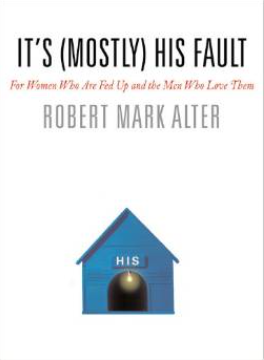 IT'S (MOSTLY) HIS FAULT
For Women Who Are Fed Up and the Men Who Love Them
ROBERT MARK ALTER
HIS